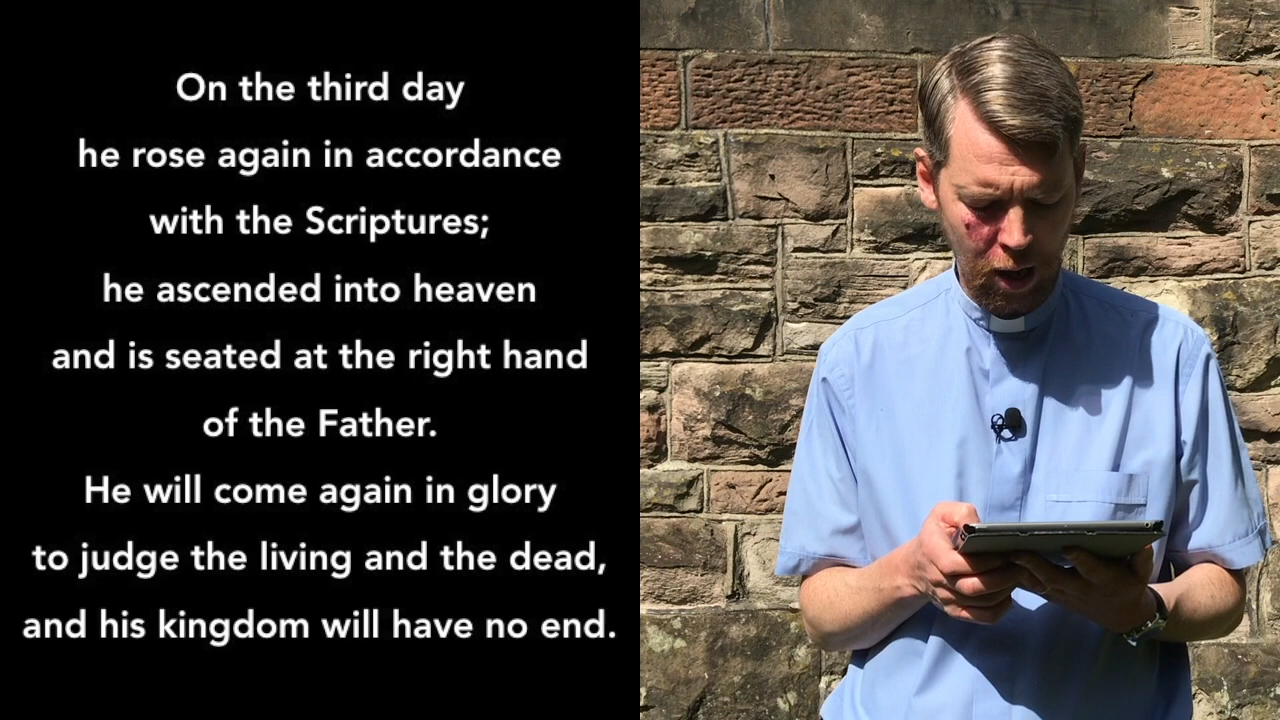 On the third day
he rose again in accordance
with the Scriptures;
he ascended into heaven
and is seated at the right hand
of the Father.
He will come again in glory
to judge the living and the dead,
and his kingdom will have no end.